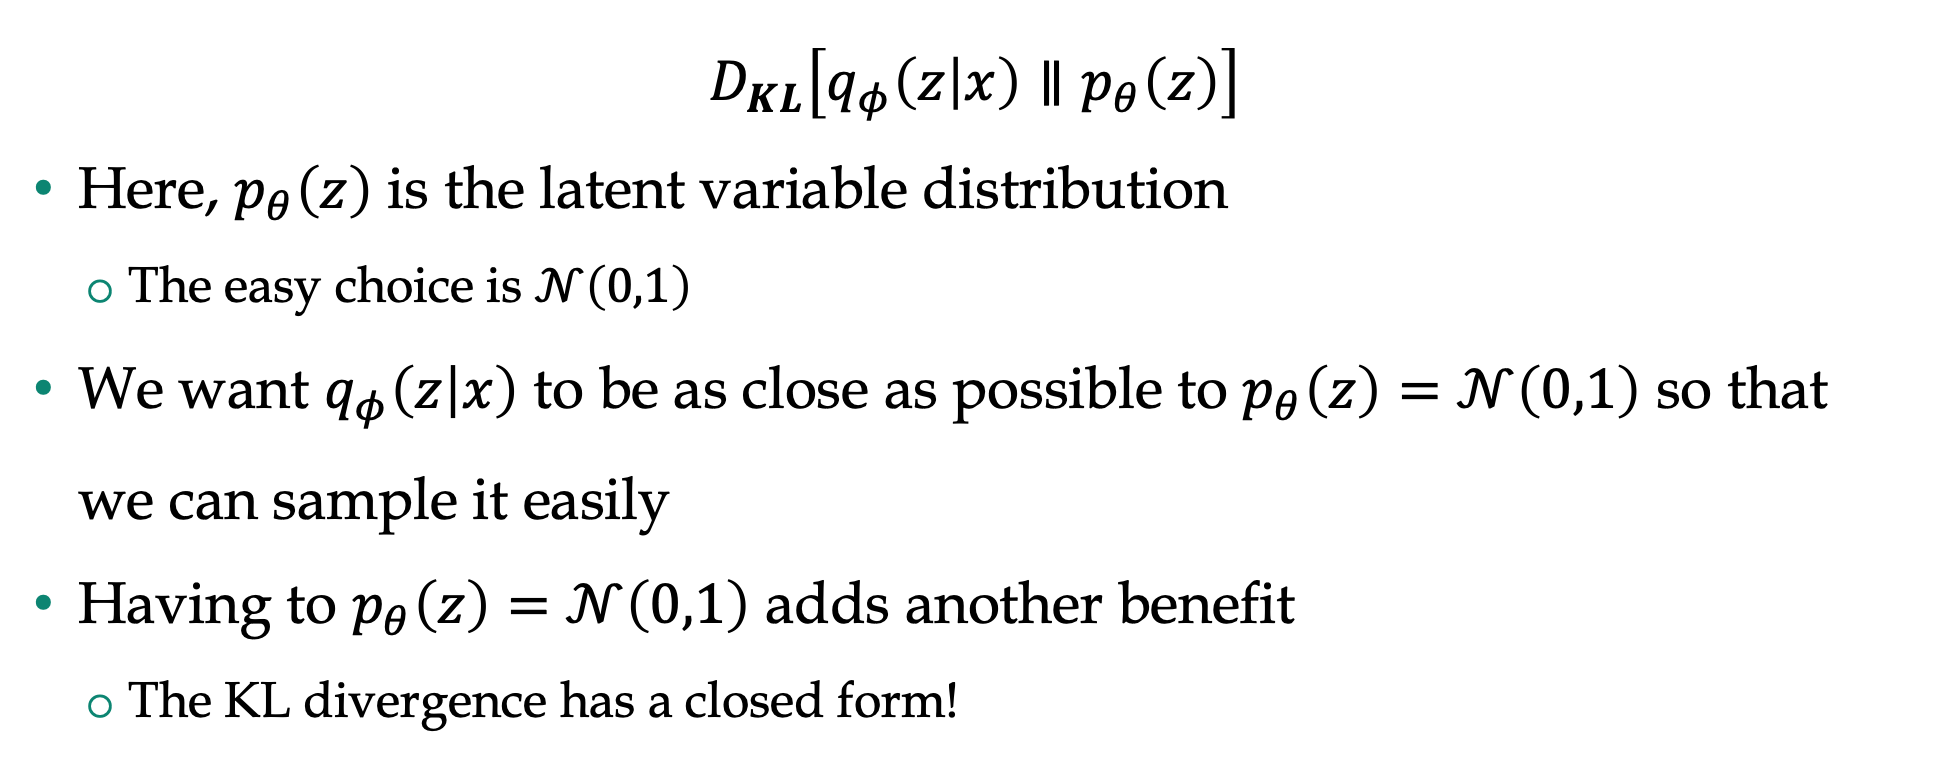 D_KL[q_ϕ(z|x) ∥ p_θ(z)]
• Here, p_θ(z) is the latent variable distribution
○ The easy choice is 𝒩(0,1)
• We want q_ϕ(z|x) to be as close as possible to p_θ(z) = 𝒩(0,1) so that
we can sample it easily
• Having to p_θ(z) = 𝒩(0,1) adds another benefit
○ The KL divergence has a closed form!